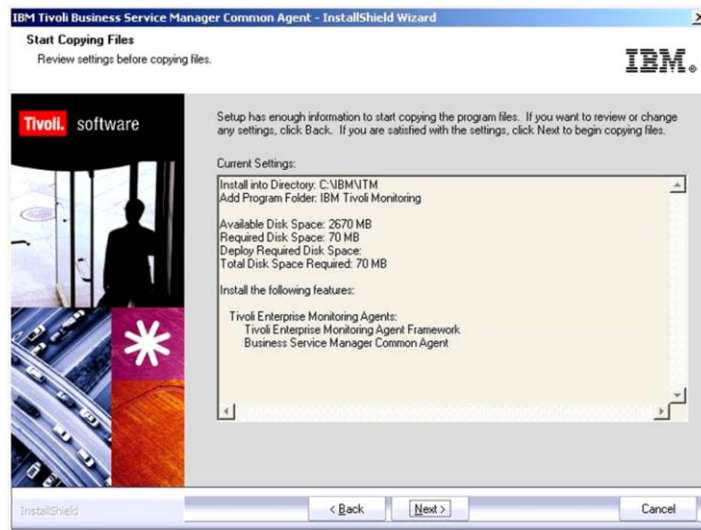 IBM Tivoli Business Service Manager Common Agent - InstallShield Wizard
Start Copying Files
Review settings before copying files.
IBM®
Tivoli. software
Setup has enough information to start copying the program files. If you want to review or change
any settings, click Back. If you are satisfied with the settings, click Next to begin copying files.
Current Settings:
Install into Directory: C:\IBM\ITM
Add Program Folder: IBM Tivoli Monitoring
Available Disk Space: 2670 MB
Required Disk Space: 70 MB
Deploy Required Disk Space:
Total Disk Space Required: 70 MB
Install the following features:
Tivoli Enterprise Monitoring Agents:
Tivoli Enterprise Monitoring Agent Framework
Business Service Manager Common Agent
InstallShield
< Back
Next >
Cancel